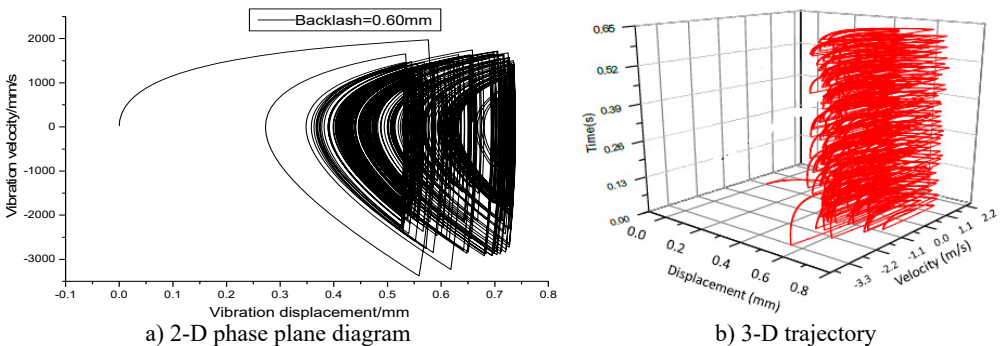 Backlash=0.60mm
2000
1000
0
-1000
-2000
-3000
Vibration velocity/mm/s
-0.1 0.0 0.1 0.2 0.3 0.4 0.5 0.6 0.7 0.8
Vibration displacement/mm
a) 2-D phase plane diagram
0.65
0.52
0.39
0.26
0.13
0.00
Time(s)
0.0 0.2 0.4 0.6 0.8
Displacement (mm)
-3.3 -2.2 -1.1 0.0 1.1 2.2
Velocity (m/s)
b) 3-D trajectory